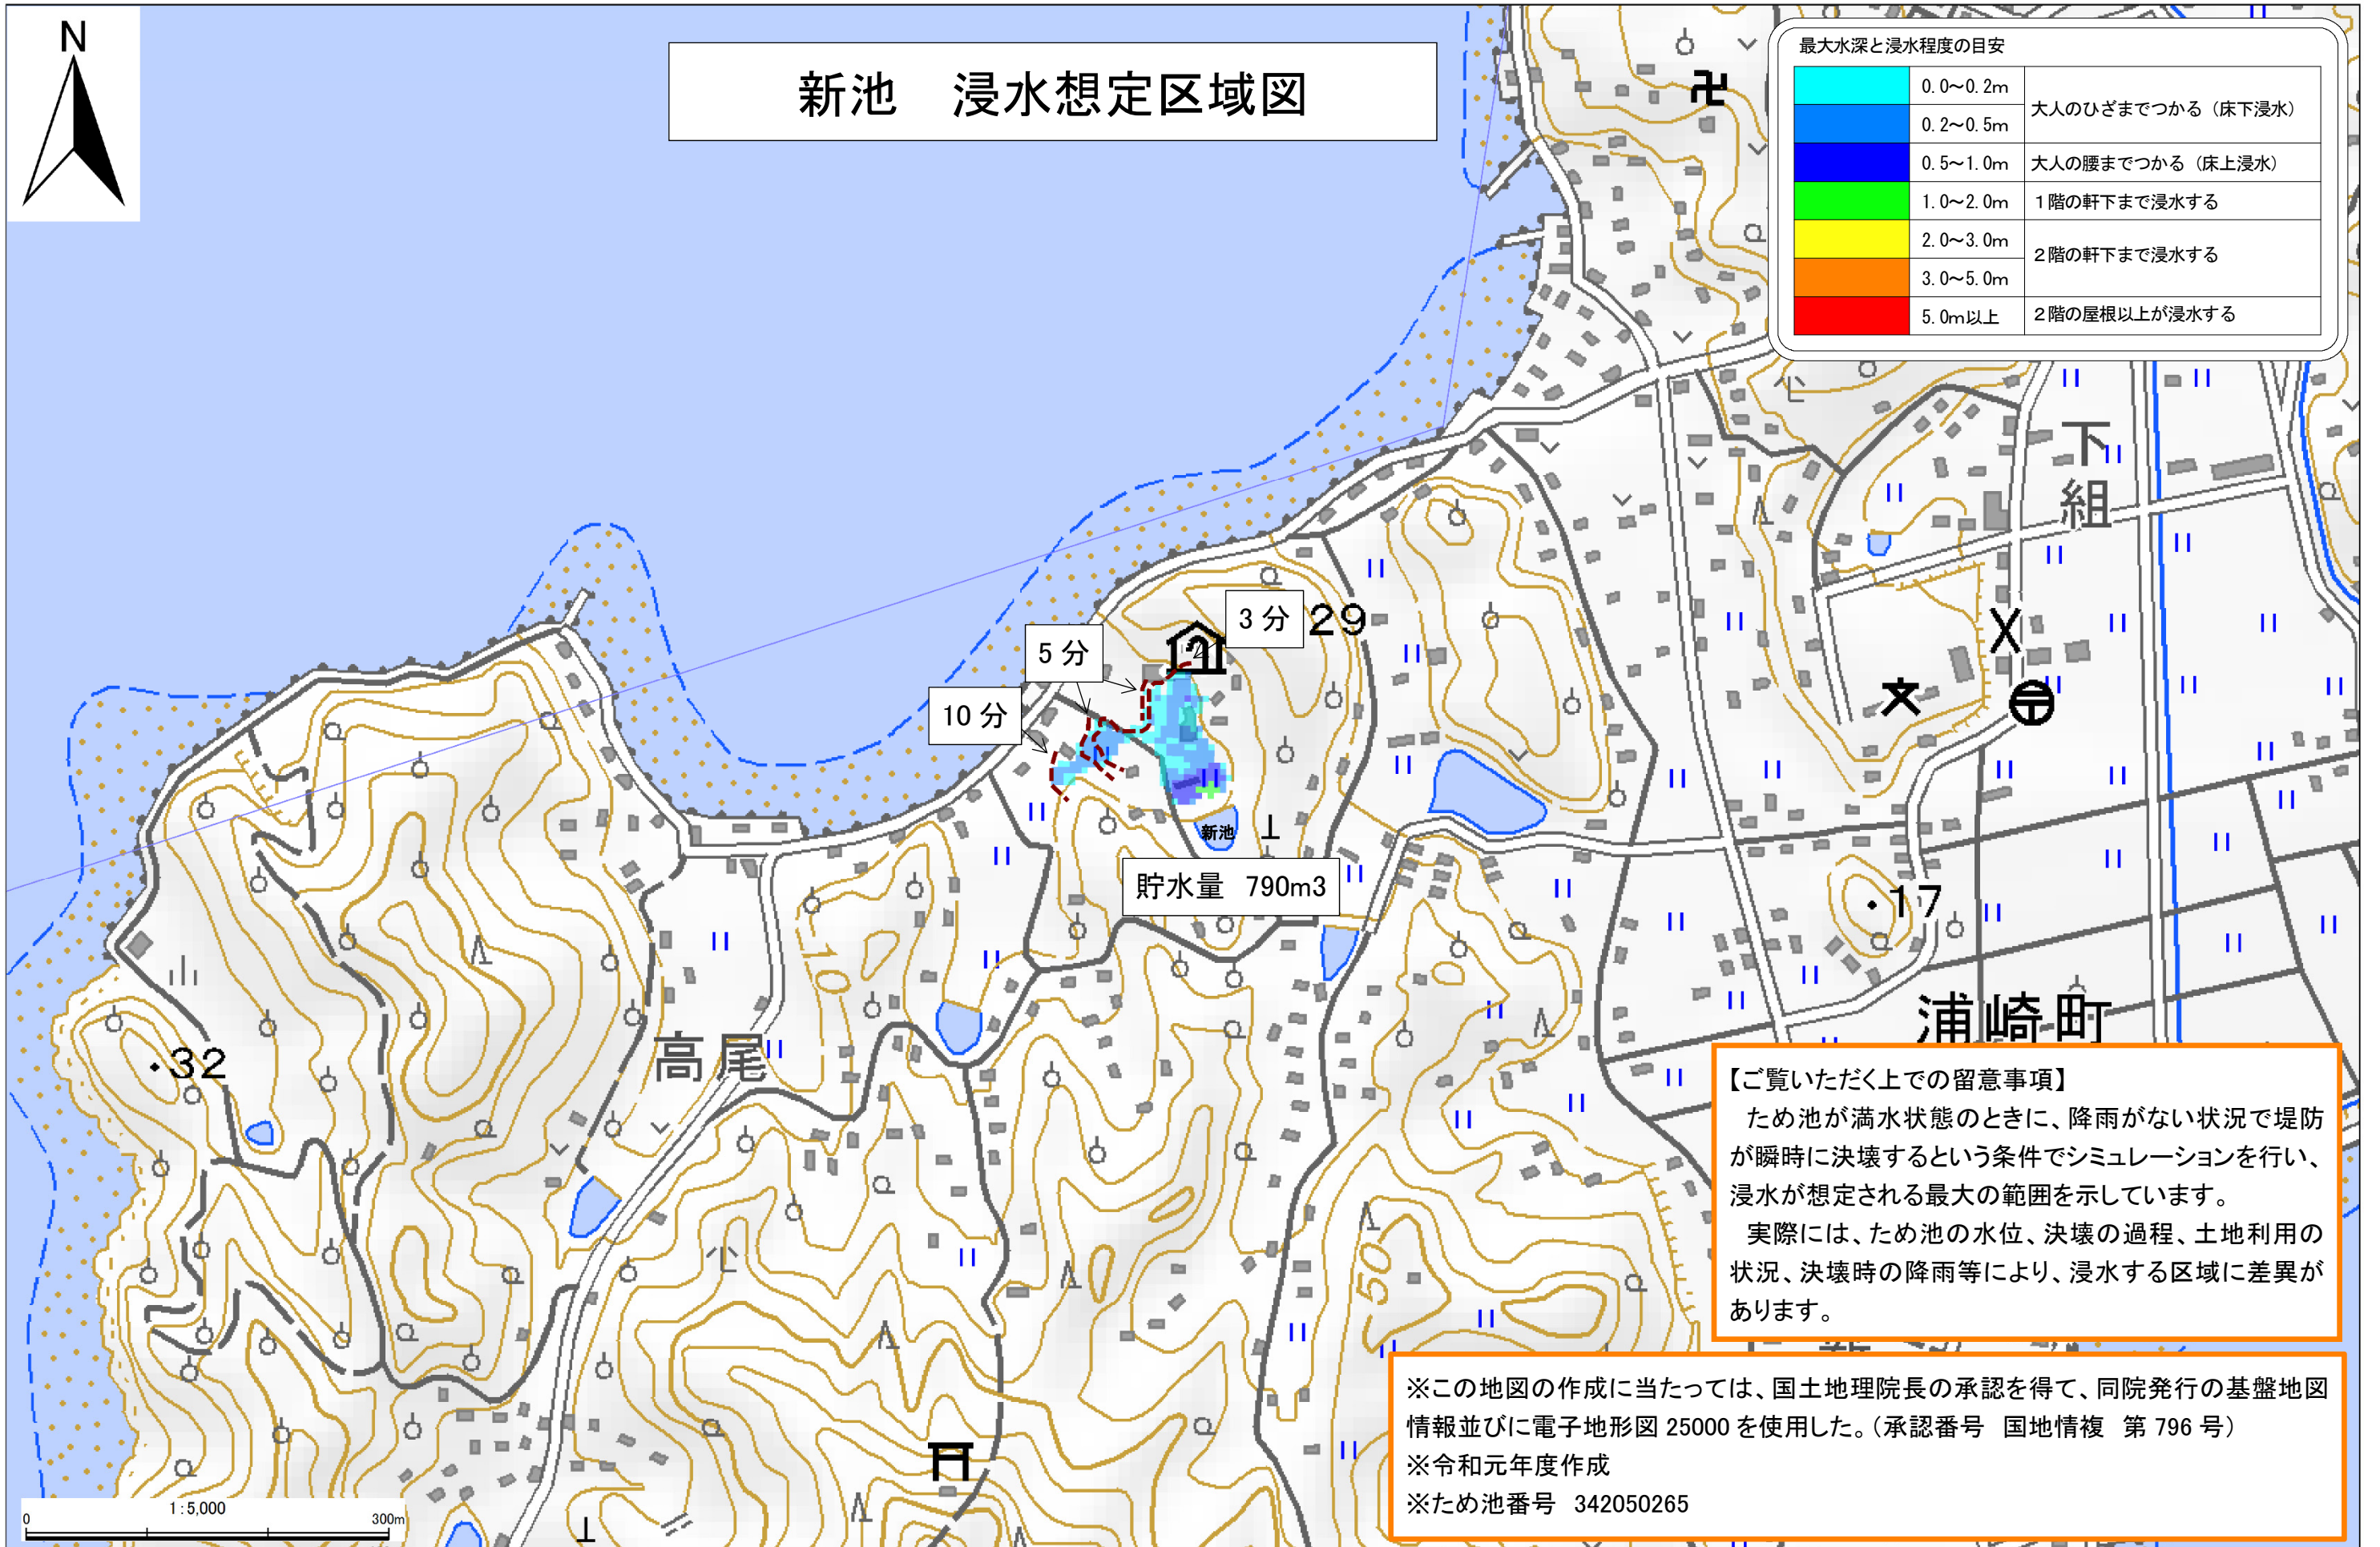 N
新池 浸水想定区域図
最大水深と浸水程度の目安
0.0~0.2m
大人のひざまでつかる（床下浸水）
0.2~0.5m
0.5~1.0m 大人の腰までつかる（床上浸水）
1.0~2.0m 1階の軒下まで浸水する
2.0~3.0m
2階の軒下まで浸水する
3.0~5.0m
5.0m以上 2階の屋根以上が浸水する
下組
3分
29
5分
10分
新池
貯水量 790m3
17
10
浦崎町
高尾
32
50
【ご覧いただく上での留意事項】
ため池が満水状態のときに、降雨がない状況で堤防
が瞬時に決壊するという条件でシミュレーションを行い、
浸水が想定される最大の範囲を示しています。
実際には、ため池の水位、決壊の過程、土地利用の
状況、決壊時の降雨等により、浸水する区域に差異が
あります。
※この地図の作成に当たっては、国土地理院長の承認を得て、同院発行の基盤地図
情報並びに電子地形図 25000 を使用した。（承認番号 国地情複 第 796 号）
※令和元年度作成
※ため池番号 342050265
1:5,000
0 300m